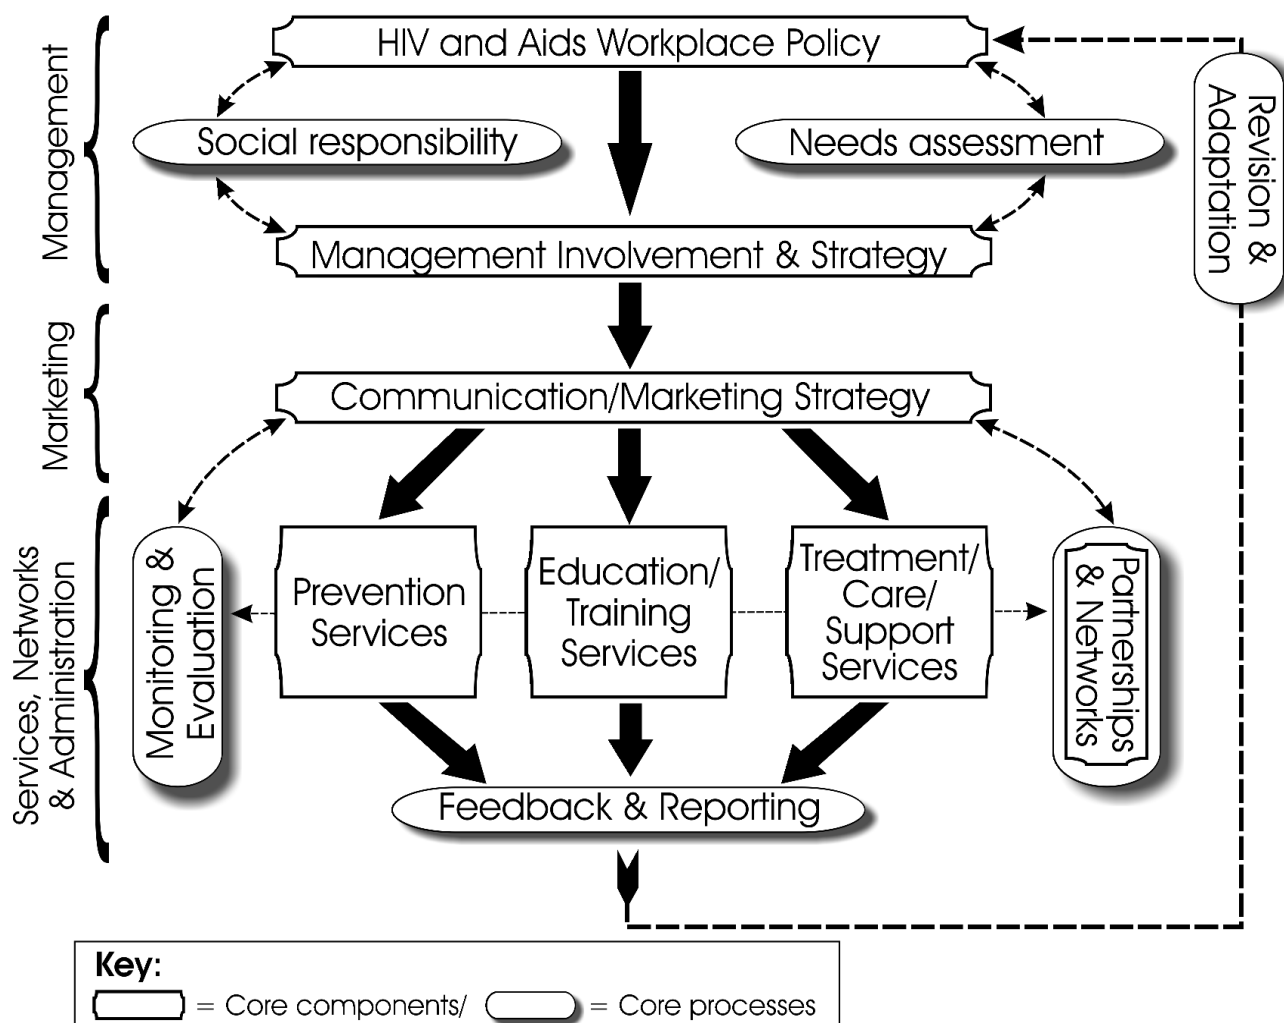 HIV and Aids Workplace Policy
Management
Social responsibility
Needs assessment
Revision &
Adaptation
Management Involvement & Strategy
Marketing
Communication/Marketing Strategy
Services, Networks
& Administration
Monitoring &
Evaluation
Prevention
Services
Education/
Training
Services
Treatment/
Care/
Support
Services
Partnerships
& Networks
Feedback & Reporting
Key:
= Core components/ = Core processes